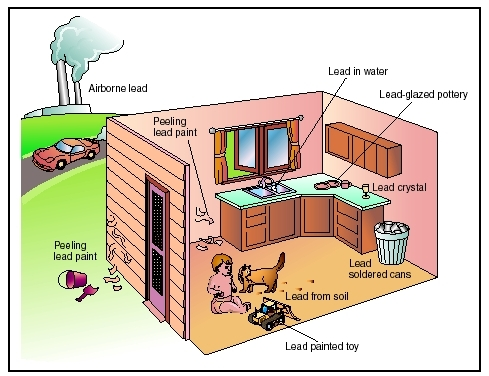 Airborne lead
Lead in water
Lead-glazed pottery
Peeling
lead paint
Lead crystal
Peeling
lead paint
Lead
soldered cans
Lead from soil
Lead painted toy